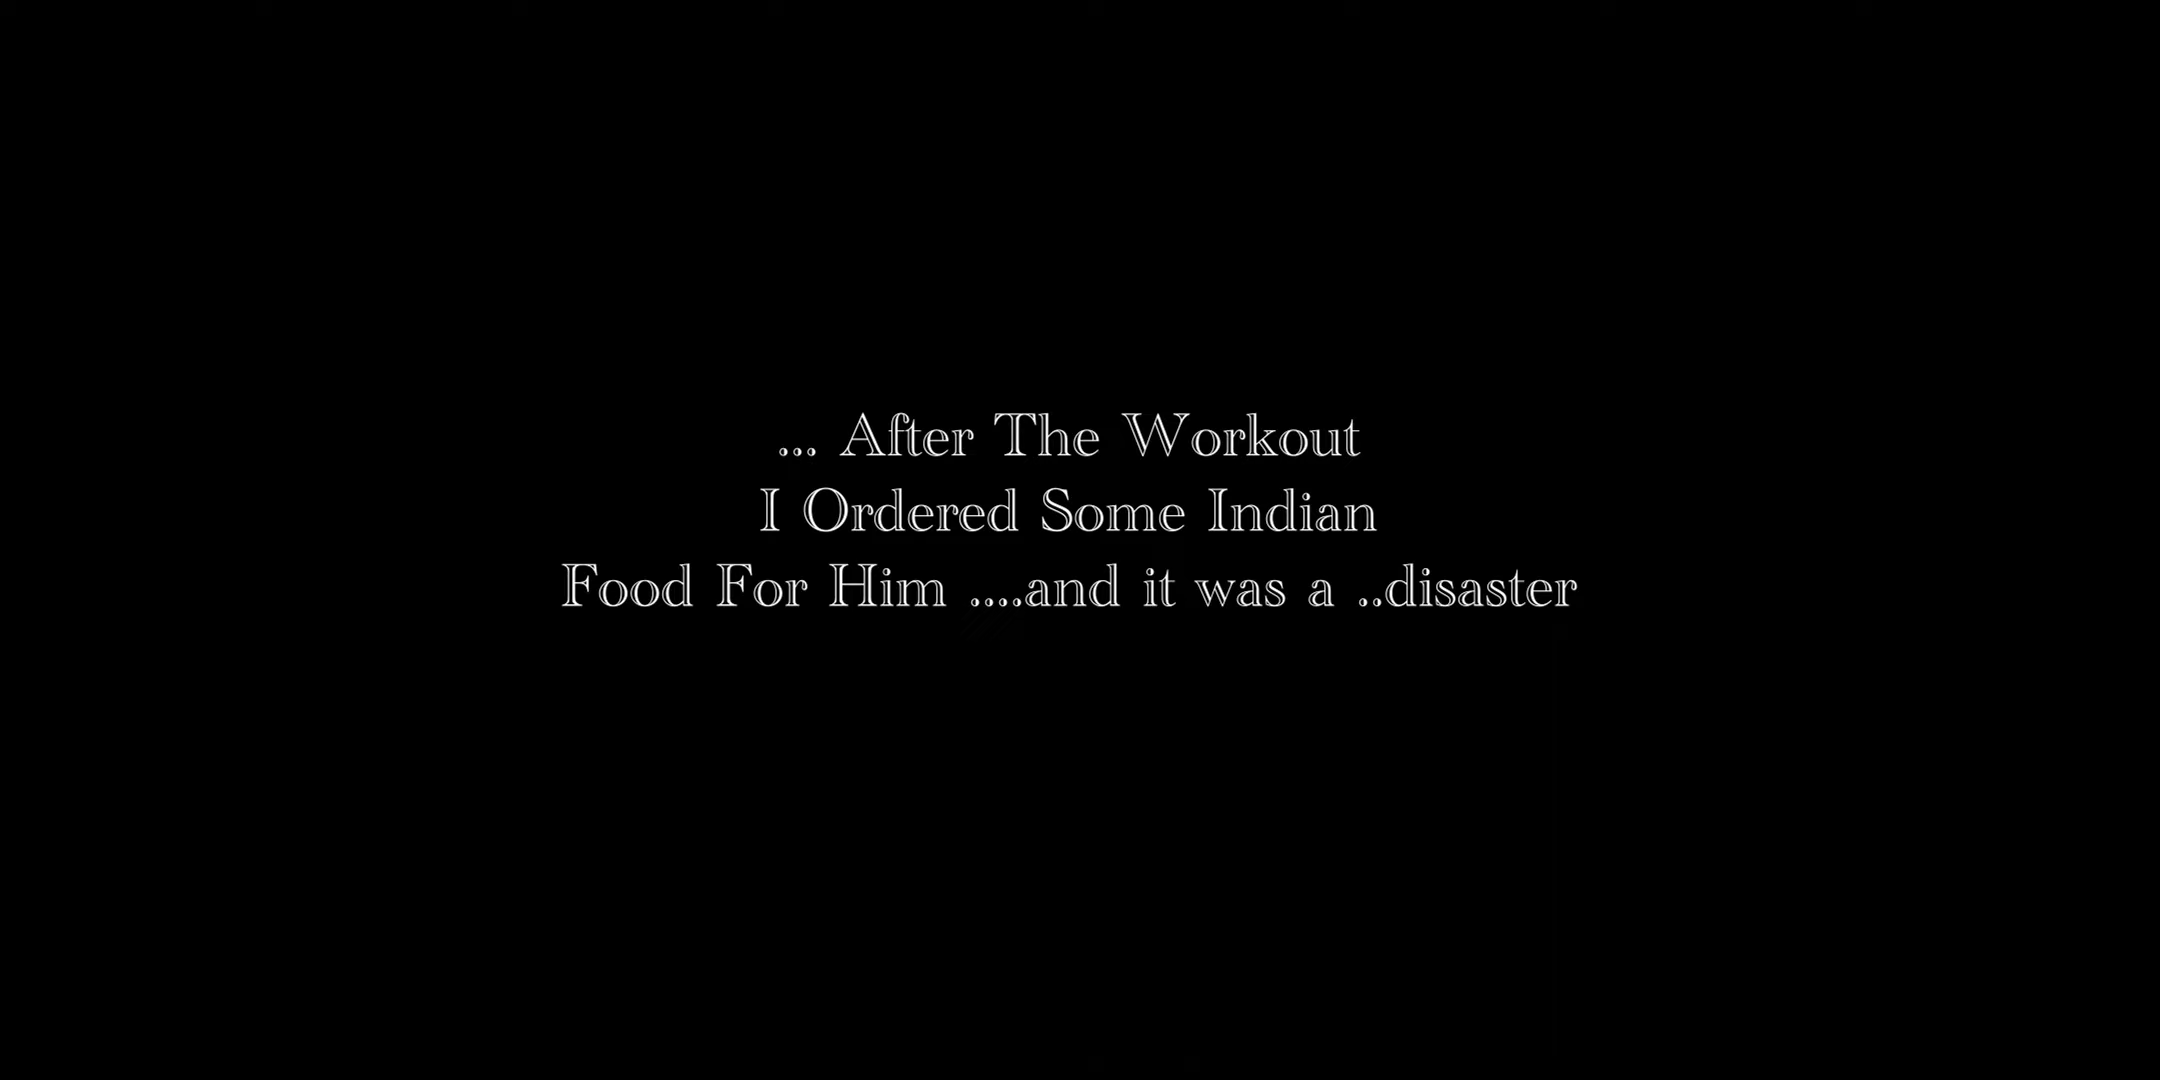 ... After The Workout
I Ordered Some Indian
Food For Him ....and it was a ..disaster